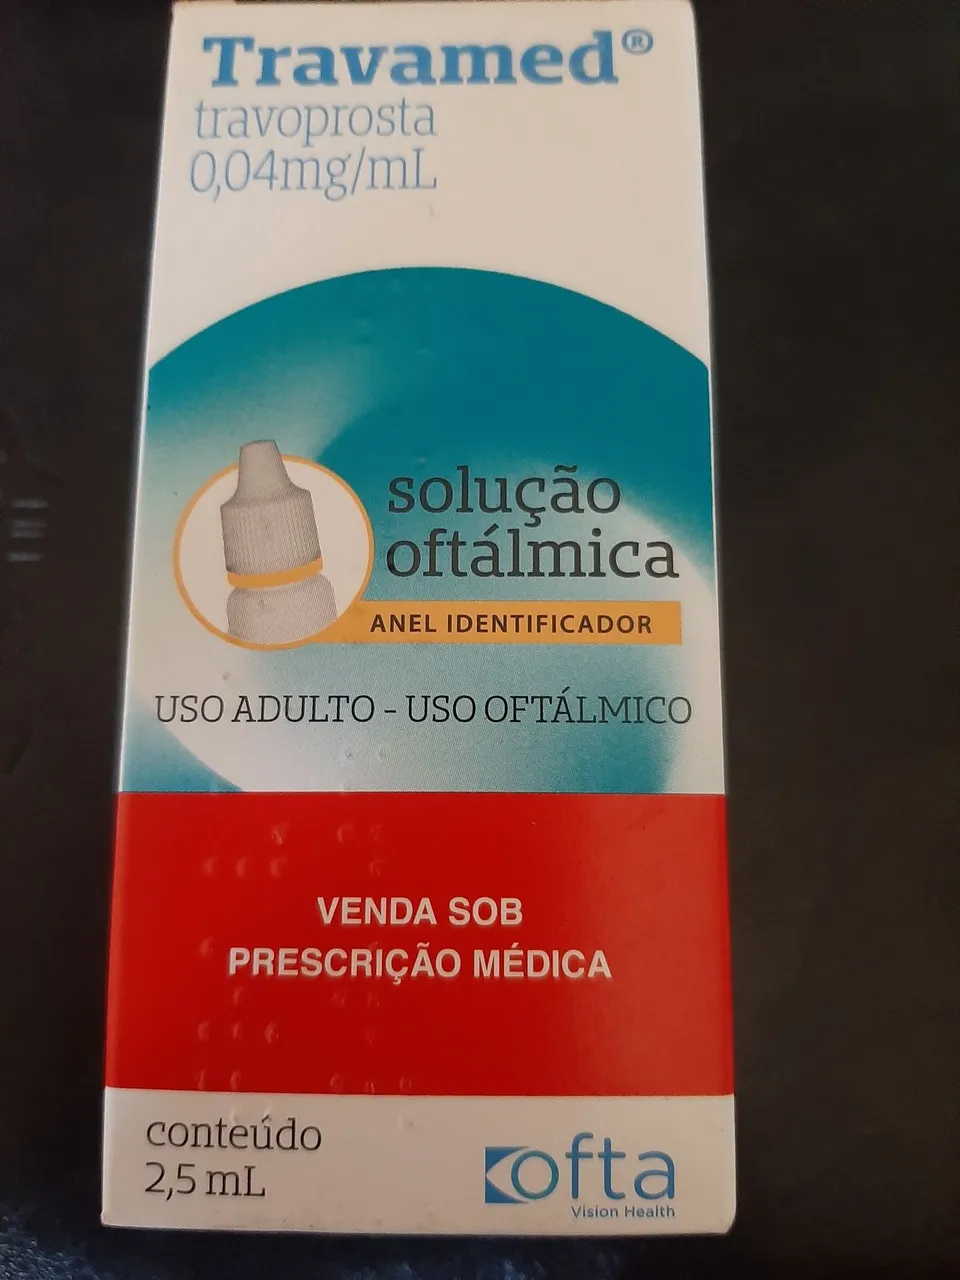 Travamed®
travoprosta
0,04mg/mL
solução
oftálmica
ANEL IDENTIFICADOR
USO ADULTO - USO OFTÁLMICO
VENDA SOB
PRESCRIÇÃO MÉDICA
conteúdo
2,5 mL
ofta
Vision Health